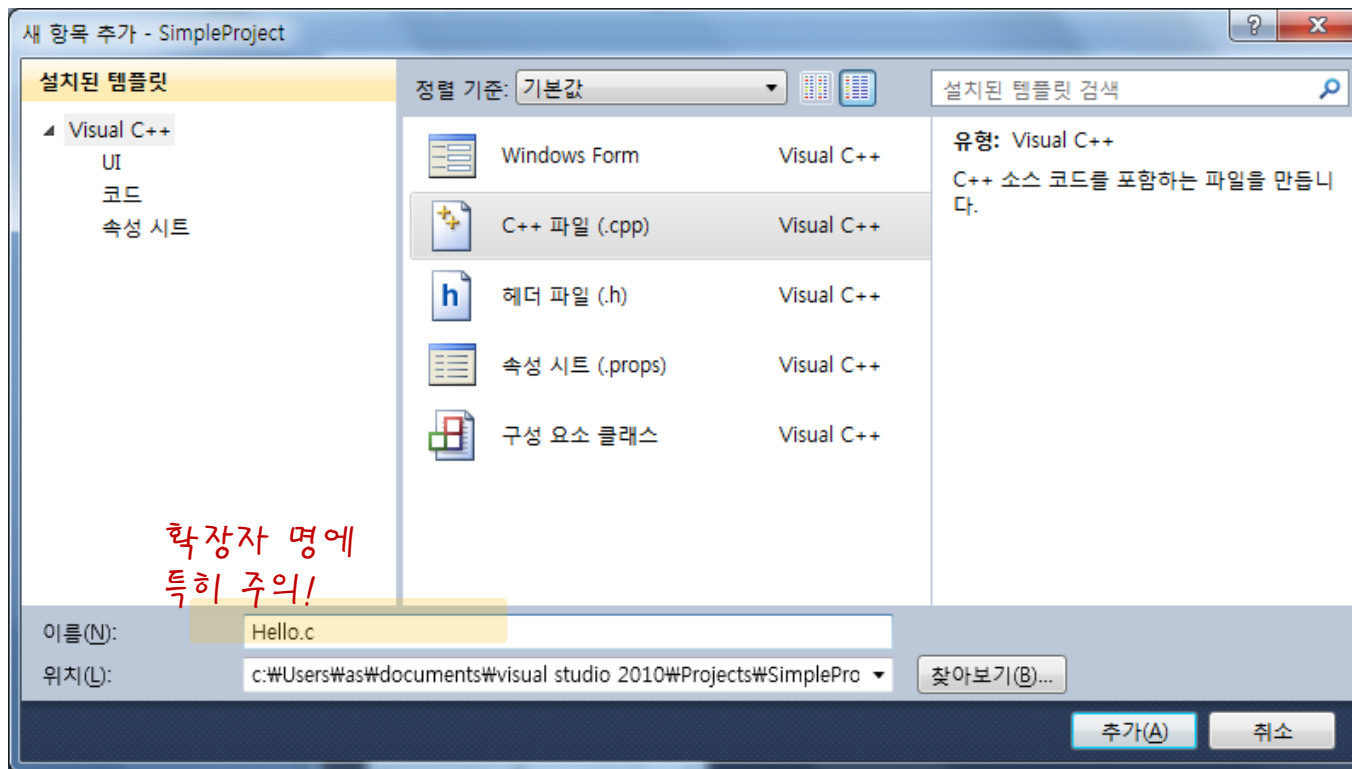 새 항목 추가 - SimpleProject
설치된 템플릿
정렬 기준: 기본값
설치된 템플릿 검색
Visual C++
UI
코드
속성 시트
Windows Form Visual C++
C++ 파일 (.cpp) Visual C++
헤더 파일 (.h) Visual C++
속성 시트 (.props) Visual C++
구성 요소 클래스 Visual C++
유형: Visual C++
C++ 소스 코드를 포함하는 파일을 만듭니
다.
확장자 명에
특히 주의!
이름(N): Hello.c
위치(L): c:₩Users₩as₩documents₩visual studio 2010₩Projects₩SimplePro
찾아보기(B)...
추가(A) 취소